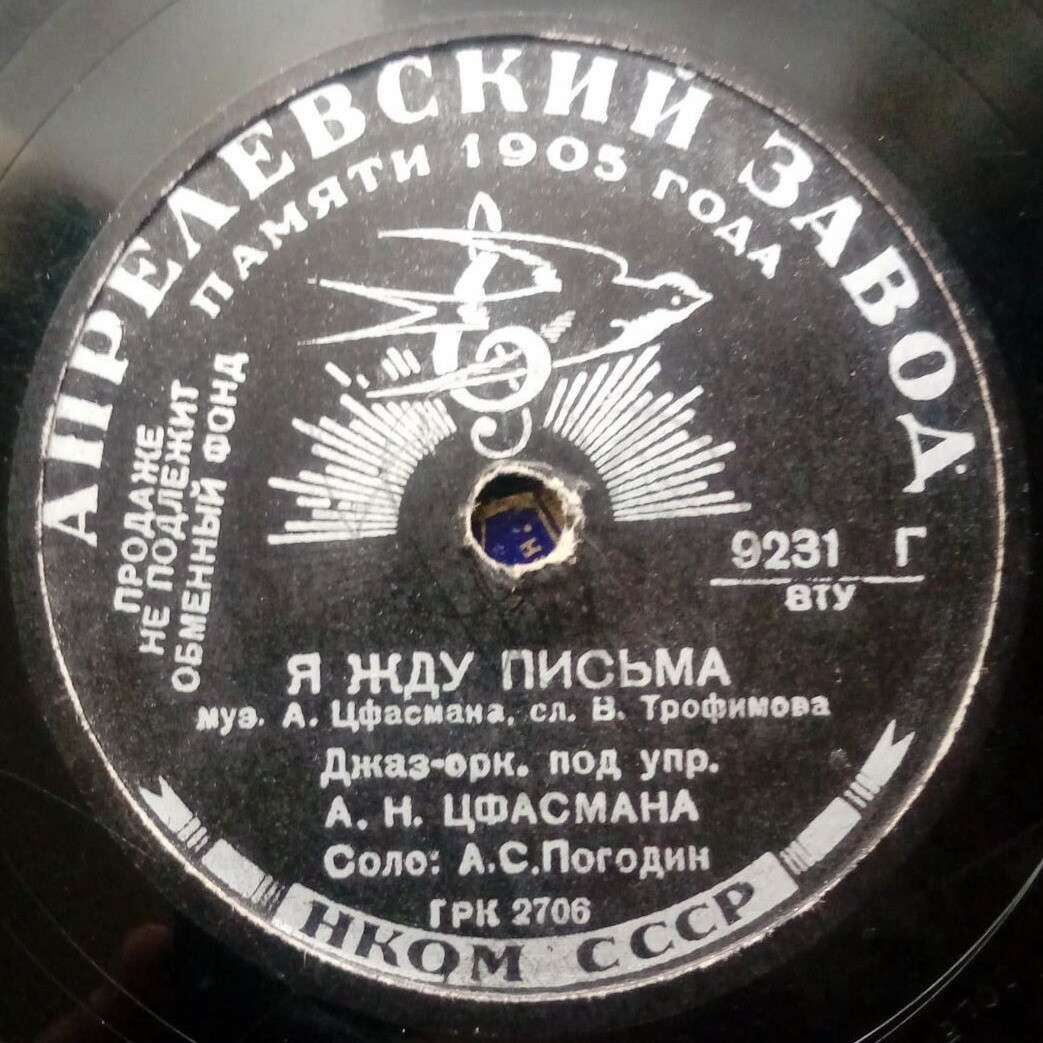 АПРЕЛЕВСКИЙ ЗАВОД
ПАМЯТИ 1905 ГОДА
ПРОДАЖЕ
НЕ ПОДЛЕЖИТ
ОБМЕННЫЙ ФОНД
9231 Г
ВТУ
Я ЖДУ ПИСЬМА
муз. А. Цфасмана, сл. В. Трофимова
Джаз-орк. под упр.
А. Н. ЦФАСМАНА
Соло: А.С.Погодин
ГРК 2706
НКОМ СССР